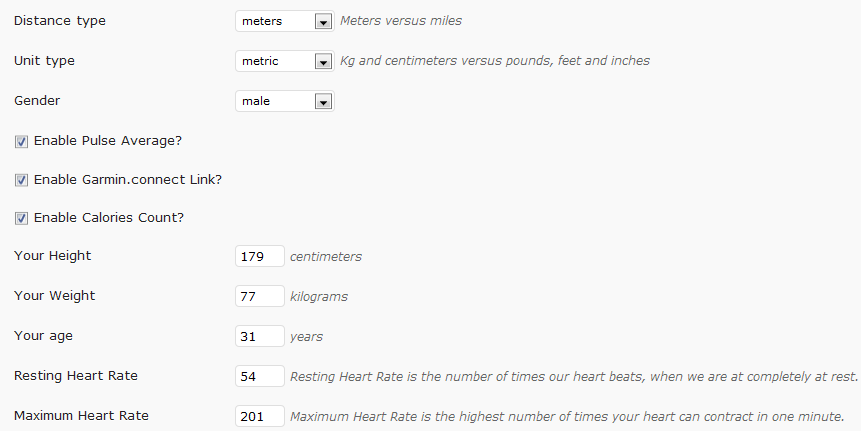 Distance type meters Meters versus miles
Unit type metric Kg and centimeters versus pounds, feet and inches
Gender male
Enable Pulse Average?
Enable Garmin.connect Link?
Enable Calories Count?
Your Height 179 centimeters
Your Weight 77 kilograms
Your age 31 years
Resting Heart Rate 54 Resting Heart Rate is the number of times our heart beats, when we are at completely at rest.
Maximum Heart Rate 201 Maximum Heart Rate is the highest number of times your heart can contract in one minute.